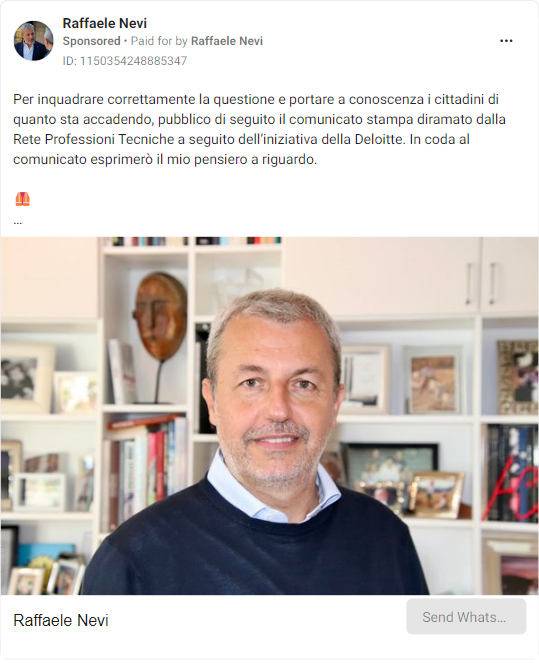 Raffaele Nevi
Sponsored • Paid for by Raffaele Nevi
ID: 1150354248885347
Per inquadrare correttamente la questione e portare a conoscenza i cittadini di
quanto sta accadendo, pubblico di seguito il comunicato stampa diramato dalla
Rete Professioni Tecniche a seguito dell'iniziativa della Deloitte. In coda al
comunicato esprimerò il mio pensiero a riguardo.
...
Raffaele Nevi
Send Whats...